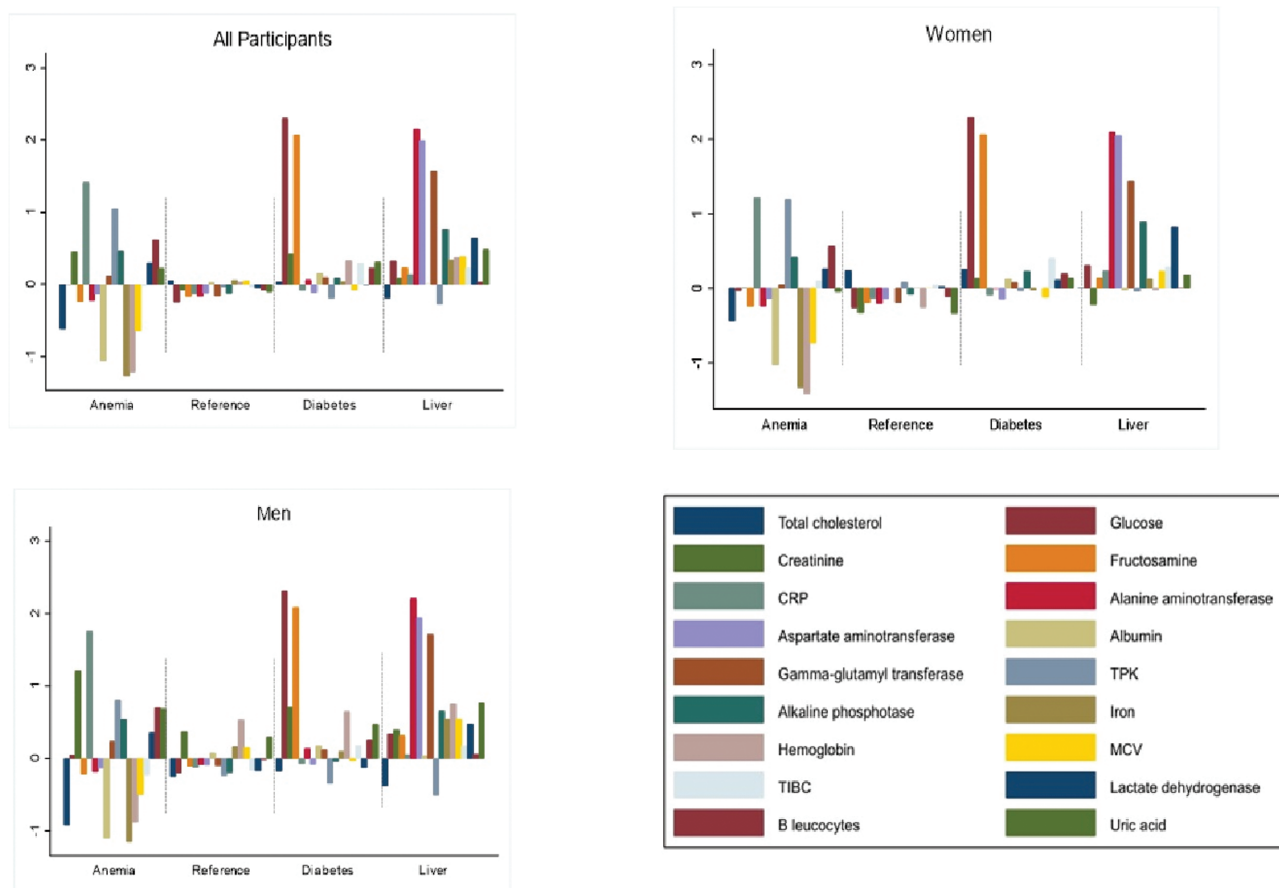 All Participants
3
2
1
0
-1
Anemia Reference Diabetes Liver
Women
3
2
1
0
-1
Anemia Reference Diabetes Liver
Men
3
2
1
0
-1
Anemia Reference Diabetes Liver
Total cholesterol Glucose
Creatinine Fructosamine
CRP Alanine aminotransferase
Aspartate aminotransferase Albumin
Gamma-glutamyl transferase TPK
Alkaline phosphotase Iron
Hemoglobin MCV
TIBC Lactate dehydrogenase
B leucocytes Uric acid